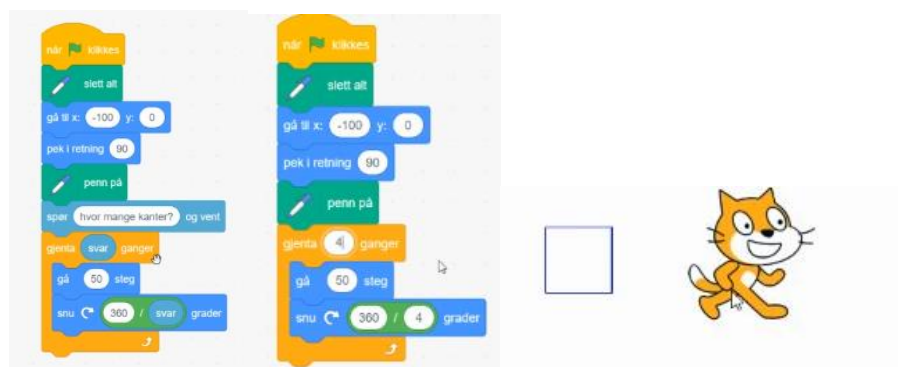 når klikkes
slett alt
gå til x: -100 y: 0
pek i retning 90
penn på
spør hvor mange kanter? og vent
gjenta svar ganger
gå 50 steg
snu 360 / svar grader
når klikkes
slett alt
gå til x: -100 y: 0
pek i retning 90
penn på
gjenta 4 ganger
gå 50 steg
snu 360 / 4 grader